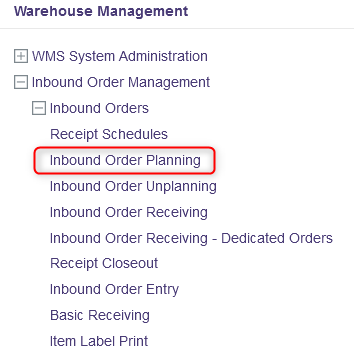 Warehouse Management
WMS System Administration
Inbound Order Management
Inbound Orders
Receipt Schedules
Inbound Order Planning
Inbound Order Unplanning
Inbound Order Receiving
Inbound Order Receiving - Dedicated Orders
Receipt Closeout
Inbound Order Entry
Basic Receiving
Item Label Print